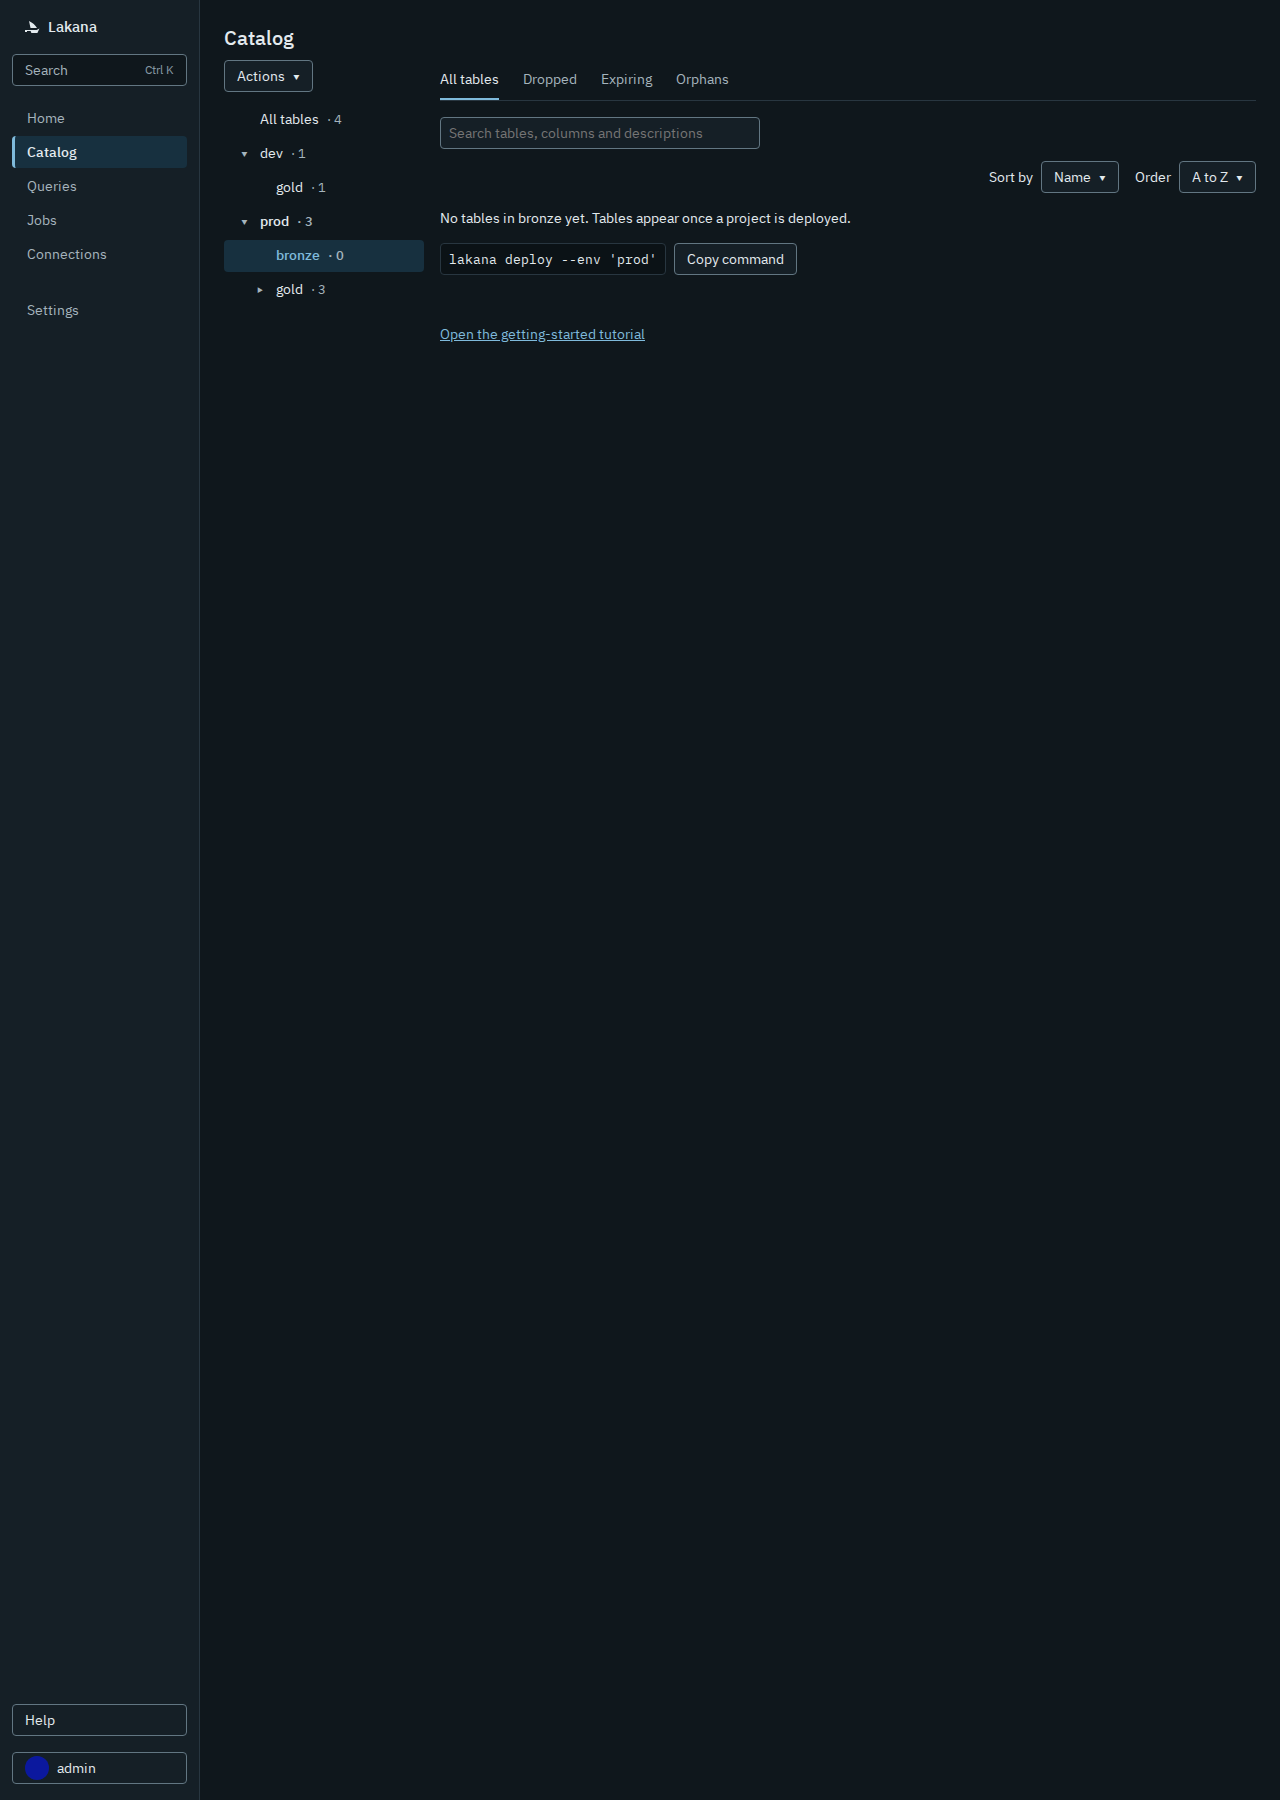 Lakana
Search Ctrl K
Home
Catalog
Queries
Jobs
Connections
Settings
Help
admin
Catalog
Actions ▾
All tables · 4
▾ dev · 1
gold · 1
▾ prod · 3
bronze · 0
▸ gold · 3
All tables Dropped Expiring Orphans
Search tables, columns and descriptions
Sort by Name ▾ Order A to Z ▾
No tables in bronze yet. Tables appear once a project is deployed.
lakana deploy --env 'prod' Copy command
Open the getting-started tutorial